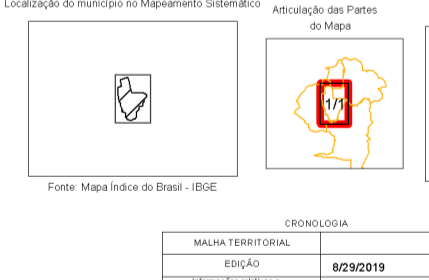 Localização do município no Mapeamento Sistemático
Articulação das Partes
do Mapa
1/1
Fonte: Mapa Índice do Brasil - IBGE
CRONOLOGIA
MALHA TERRITORIAL
EDIÇÃO
8/29/2019